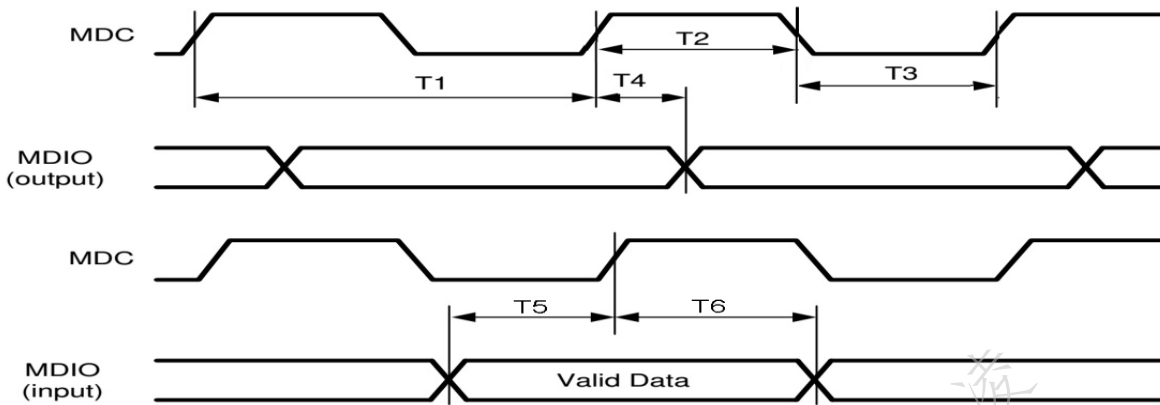 MDC
T1
T2
T3
T4
MDIO
(output)
MDC
T5
T6
MDIO
(input)
Valid Data